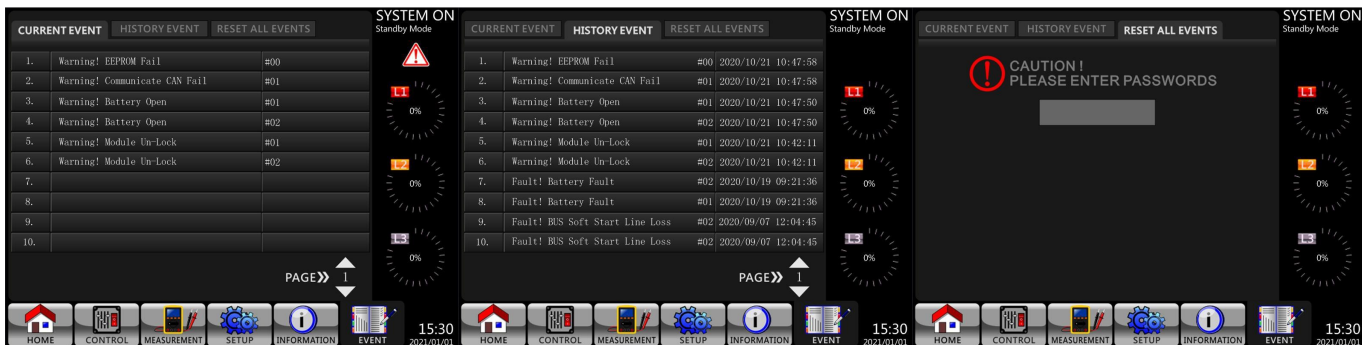 CURRENT EVENT HISTORY EVENT RESET ALL EVENTS
SYSTEM ON
Standby Mode
1. Warning! EEPROM Fail #00
2. Warning! Communicate CAN Fail #01
3. Warning! Battery Open #01
4. Warning! Battery Open #02
5. Warning! Module Un-Lock #01
6. Warning! Module Un-Lock #02
7.
8.
9.
10.
PAGE 1
L1
0%
L2
0%
L3
0%
HOME CONTROL MEASUREMENT SETUP INFORMATION EVENT
15:30
2021/01/01
CURRENT EVENT HISTORY EVENT RESET ALL EVENTS
SYSTEM ON
Standby Mode
1. Warning! EEPROM Fail #00 2020/10/21 10:47:58
2. Warning! Communicate CAN Fail #01 2020/10/21 10:47:58
3. Warning! Battery Open #01 2020/10/21 10:47:50
4. Warning! Battery Open #02 2020/10/21 10:47:50
5. Warning! Module Un-Lock #01 2020/10/21 10:42:11
6. Warning! Module Un-Lock #02 2020/10/21 10:42:11
7. Fault! Battery Fault #02 2020/10/19 09:21:36
8. Fault! Battery Fault #01 2020/10/19 09:21:36
9. Fault! BUS Soft Start Line Loss #02 2020/09/07 12:04:45
10. Fault! BUS Soft Start Line Loss #02 2020/09/07 12:04:45
PAGE 1
L1
0%
L2
0%
L3
0%
HOME CONTROL MEASUREMENT SETUP INFORMATION EVENT
15:30
2021/01/01
CURRENT EVENT HISTORY EVENT RESET ALL EVENTS
SYSTEM ON
Standby Mode
CAUTION !
PLEASE ENTER PASSWORDS
L1
0%
L2
0%
L3
0%
HOME CONTROL MEASUREMENT SETUP INFORMATION EVENT
15:30
2021/01/01